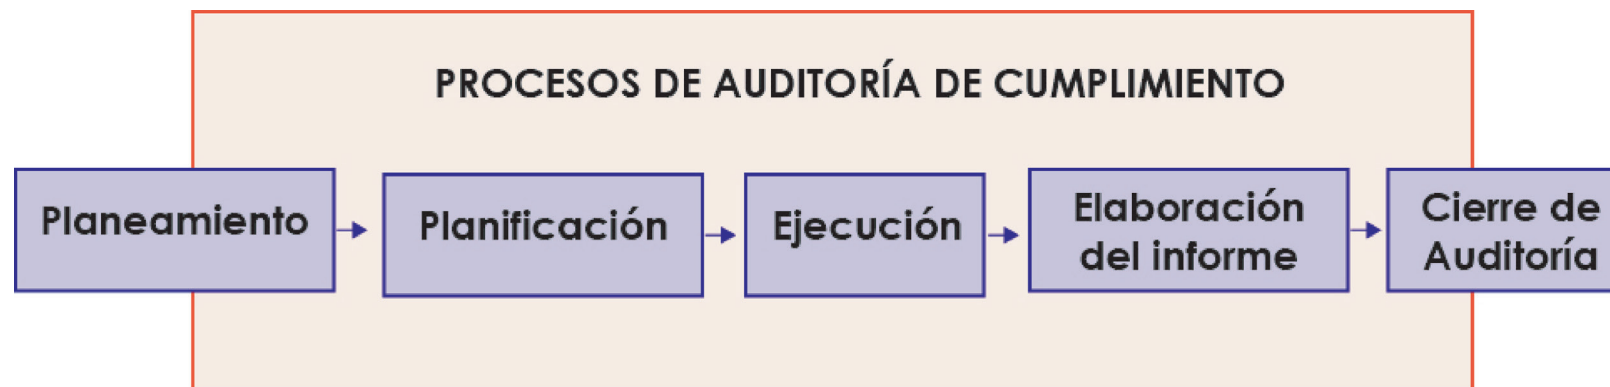 PROCESOS DE AUDITORÍA DE CUMPLIMIENTO
Planeamiento
Planificación
Ejecución
Elaboración
del informe
Cierre de
Auditoría